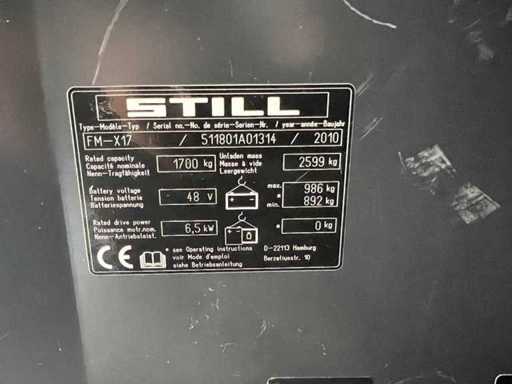 STILL
Type-Modèle-Typ / Serial no.-No. de série-Serien-Nr. / year-année-Baujahr
FM-X17 / 511801A01314 / 2010
Rated capacity
Capacité nominale
Nenn-Tragfähigkeit
1700 kg
Unladen mass
Masse à vide
Leergewicht
2599 kg
Battery voltage
Tension batterie
Batteriespannung
48 V
max.
* 986 kg
min.
* 892 kg
Rated drive power
Puissance motr.nom.
Nenn-Antriebsleist.
6,5 kW
* 0 kg
CE
* see Operating instructions
voir Mode d'emploi
siehe Betriebsanleitung
D-22113 Hamburg
Berzeliusstr. 10